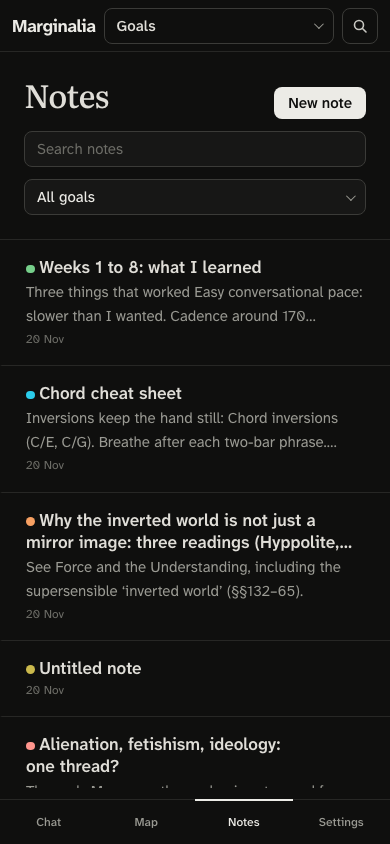 Marginalia
Goals
Notes
New note
Search notes
All goals
Weeks 1 to 8: what I learned
Three things that worked Easy conversational pace:
slower than I wanted. Cadence around 170...
20 Nov
Chord cheat sheet
Inversions keep the hand still: Chord inversions
(C/E, C/G). Breathe after each two-bar phrase....
20 Nov
Why the inverted world is not just a
mirror image: three readings (Hyppolite,...
See Force and the Understanding, including the
supersensible ‘inverted world’ (§§132–65).
20 Nov
Untitled note
20 Nov
Alienation, fetishism, ideology:
one thread?
Chat
Map
Notes
Settings